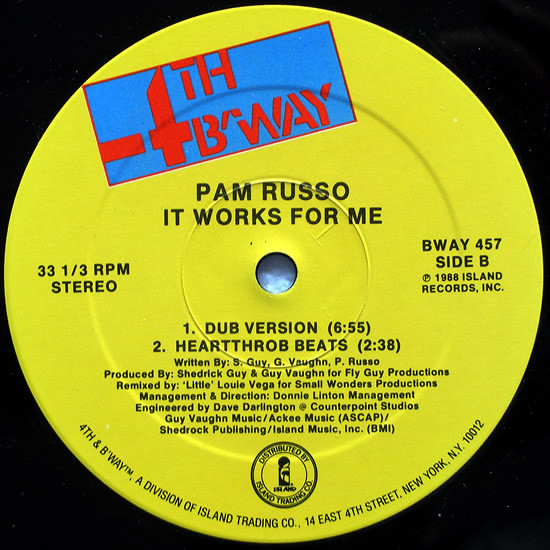 4TH
B'WAY
PAM RUSSO
IT WORKS FOR ME
33 1/3 RPM
STEREO
BWAY 457
SIDE B
℗ 1988 ISLAND
RECORDS, INC.
1. DUB VERSION (6:55)
2. HEARTTHROB BEATS (2:38)
Written By: S. Guy, G. Vaughn, P. Russo
Produced By: Shedrick Guy & Guy Vaughn for Fly Guy Productions
Remixed by: 'Little' Louie Vega for Small Wonders Productions
Management & Direction: Donnie Linton Management
Engineered by Dave Darlington @ Counterpoint Studios
Guy Vaughn Music/Ackee Music (ASCAP)/
Shedrock Publishing/Island Music, Inc. (BMI)
DISTRIBUTED BY
ISLAND
ISLAND TRADING CO.
4TH & B'WAY™, A DIVISION OF ISLAND TRADING CO., 14 EAST 4TH STREET, NEW YORK, N.Y. 10012